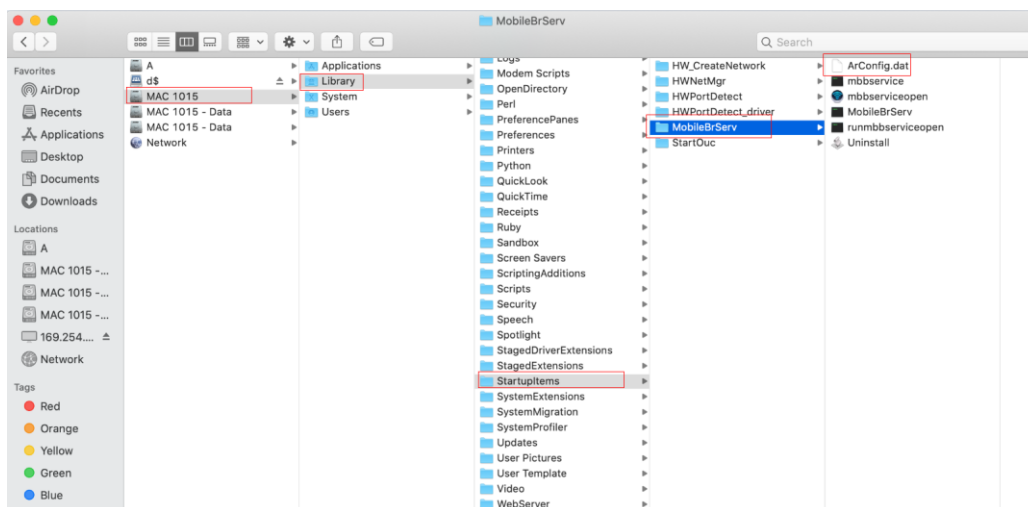 MobileBrServ
Search
Favorites
AirDrop
Recents
Applications
Desktop
Documents
Downloads
Locations
A
MAC 1015 -...
MAC 1015 -...
MAC 1015 -...
169.254....
Network
Tags
Red
Orange
Yellow
Green
Blue
A
d$
MAC 1015
MAC 1015 - Data
MAC 1015 - Data
Network
Applications
Library
System
Users
Logs
Modem Scripts
OpenDirectory
Perl
PreferencePanes
Preferences
Printers
Python
QuickLook
QuickTime
Receipts
Ruby
Sandbox
Screen Savers
ScriptingAdditions
Scripts
Security
Speech
Spotlight
StagedDriverExtensions
StagedExtensions
StartupItems
SystemExtensions
SystemMigration
SystemProfiler
Updates
User Pictures
User Template
Video
WebServer
HW_CreateNetwork
HWNetMgr
HWPortDetect
HWPortDetect_driver
MobileBrServ
StartOuc
ArConfig.dat
mbbservice
mbbserviceopen
MobileBrServ
runmbbserviceopen
Uninstall